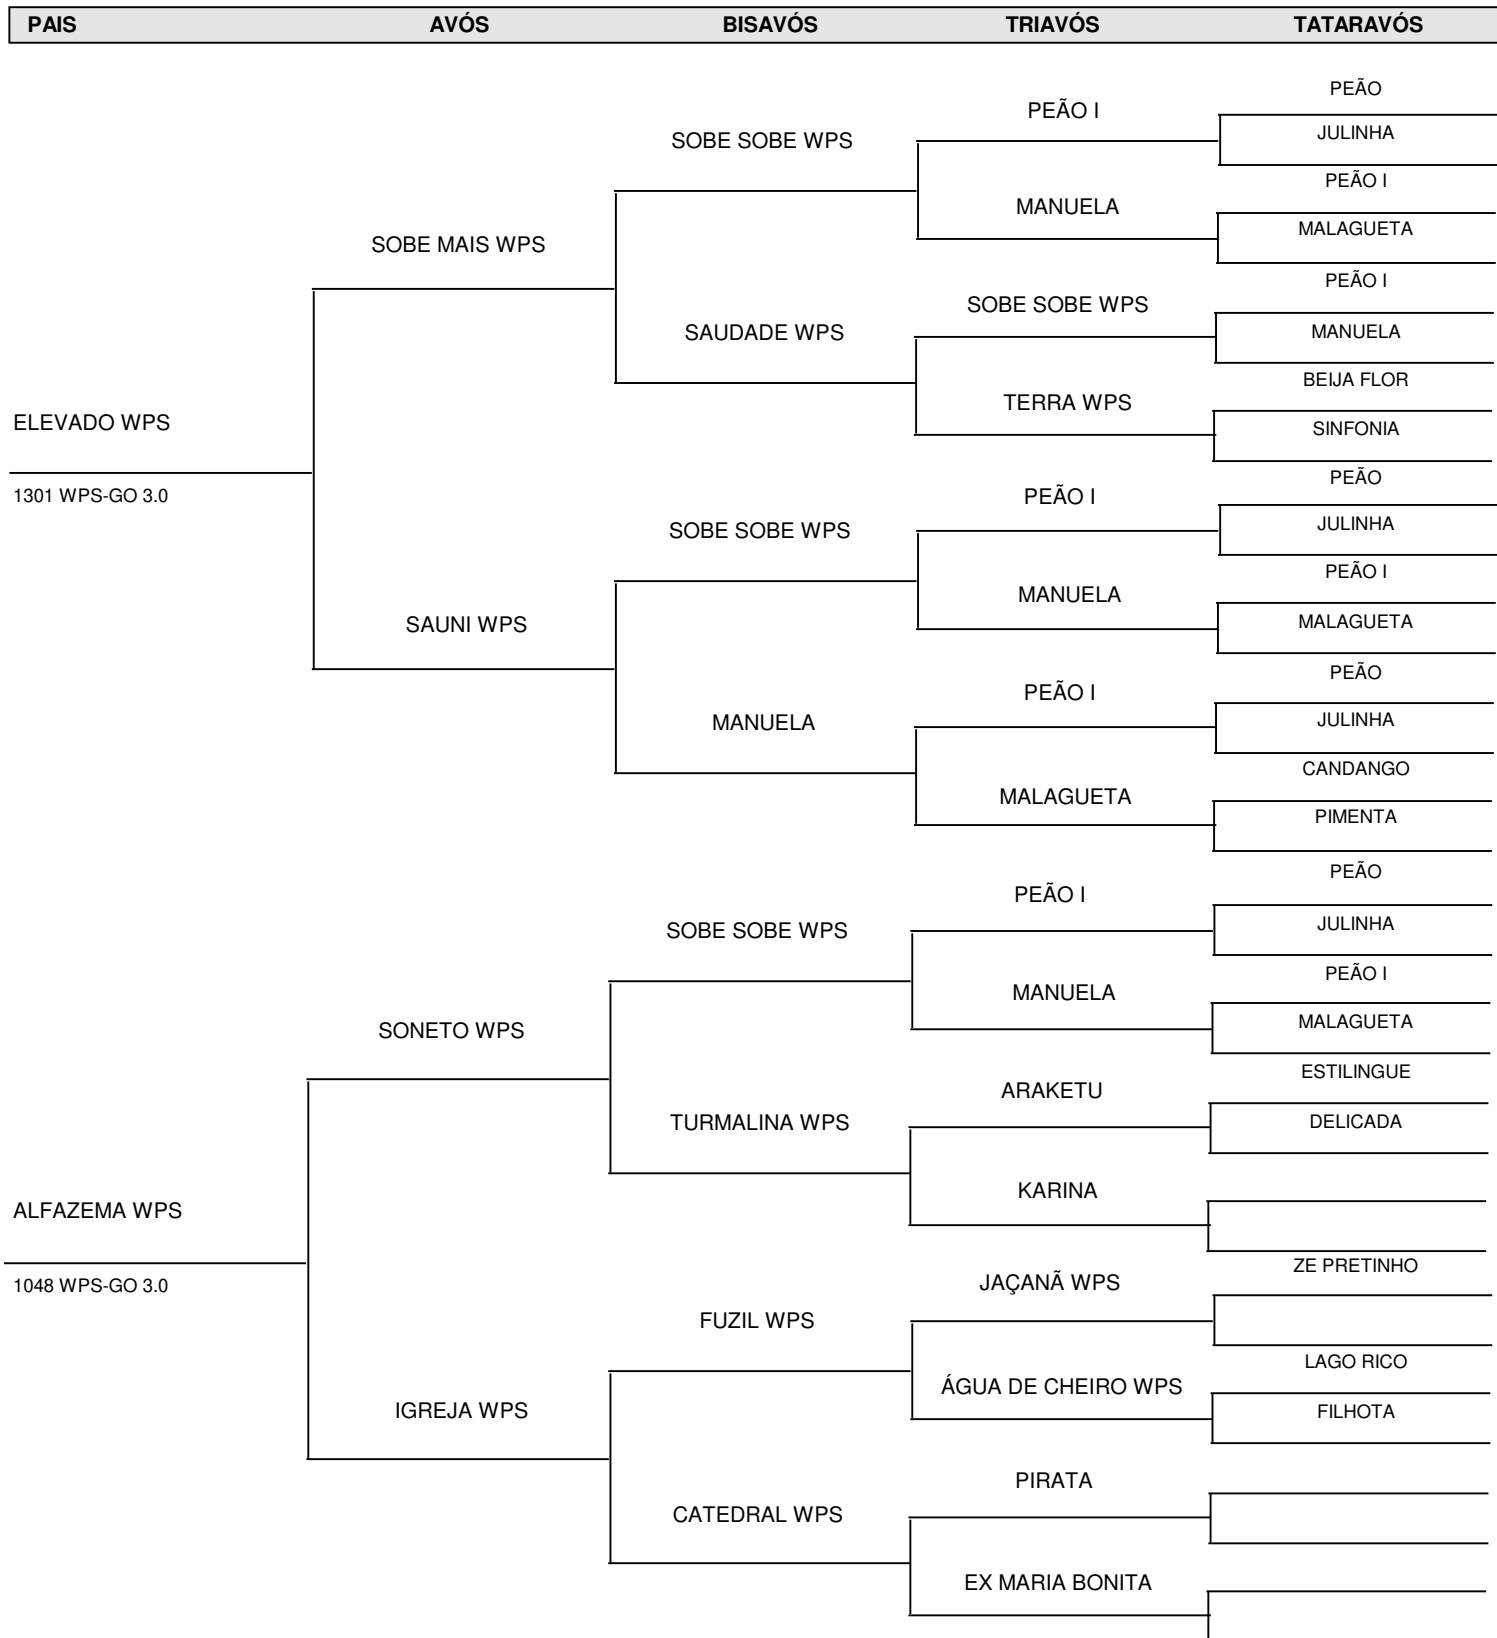 PAIS AVÓS BISAVÓS TRIAVÓS TATARAVÓS
PEÃO
PEÃO I
JULINHA
SOBE SOBE WPS
PEÃO I
MANUELA
MALAGUETA
SOBE MAIS WPS
PEÃO I
SOBE SOBE WPS
SAUDADE WPS
MANUELA
BEIJA FLOR
TERRA WPS
ELEVADO WPS
SINFONIA
PEÃO
1301 WPS-GO 3.0
PEÃO I
JULINHA
SOBE SOBE WPS
PEÃO I
MANUELA
SAUNI WPS
MALAGUETA
PEÃO
PEÃO I
MANUELA
JULINHA
CANDANGO
MALAGUETA
PIMENTA
PEÃO
PEÃO I
JULINHA
SOBE SOBE WPS
PEÃO I
MANUELA
MALAGUETA
SONETO WPS
ESTILINGUE
ARAKETU
TURMALINA WPS
DELICADA
KARINA
ALFAZEMA WPS
ZE PRETINHO
1048 WPS-GO 3.0
JAÇANÃ WPS
FUZIL WPS
LAGO RICO
ÁGUA DE CHEIRO WPS
IGREJA WPS
FILHOTA
PIRATA
CATEDRAL WPS
EX MARIA BONITA